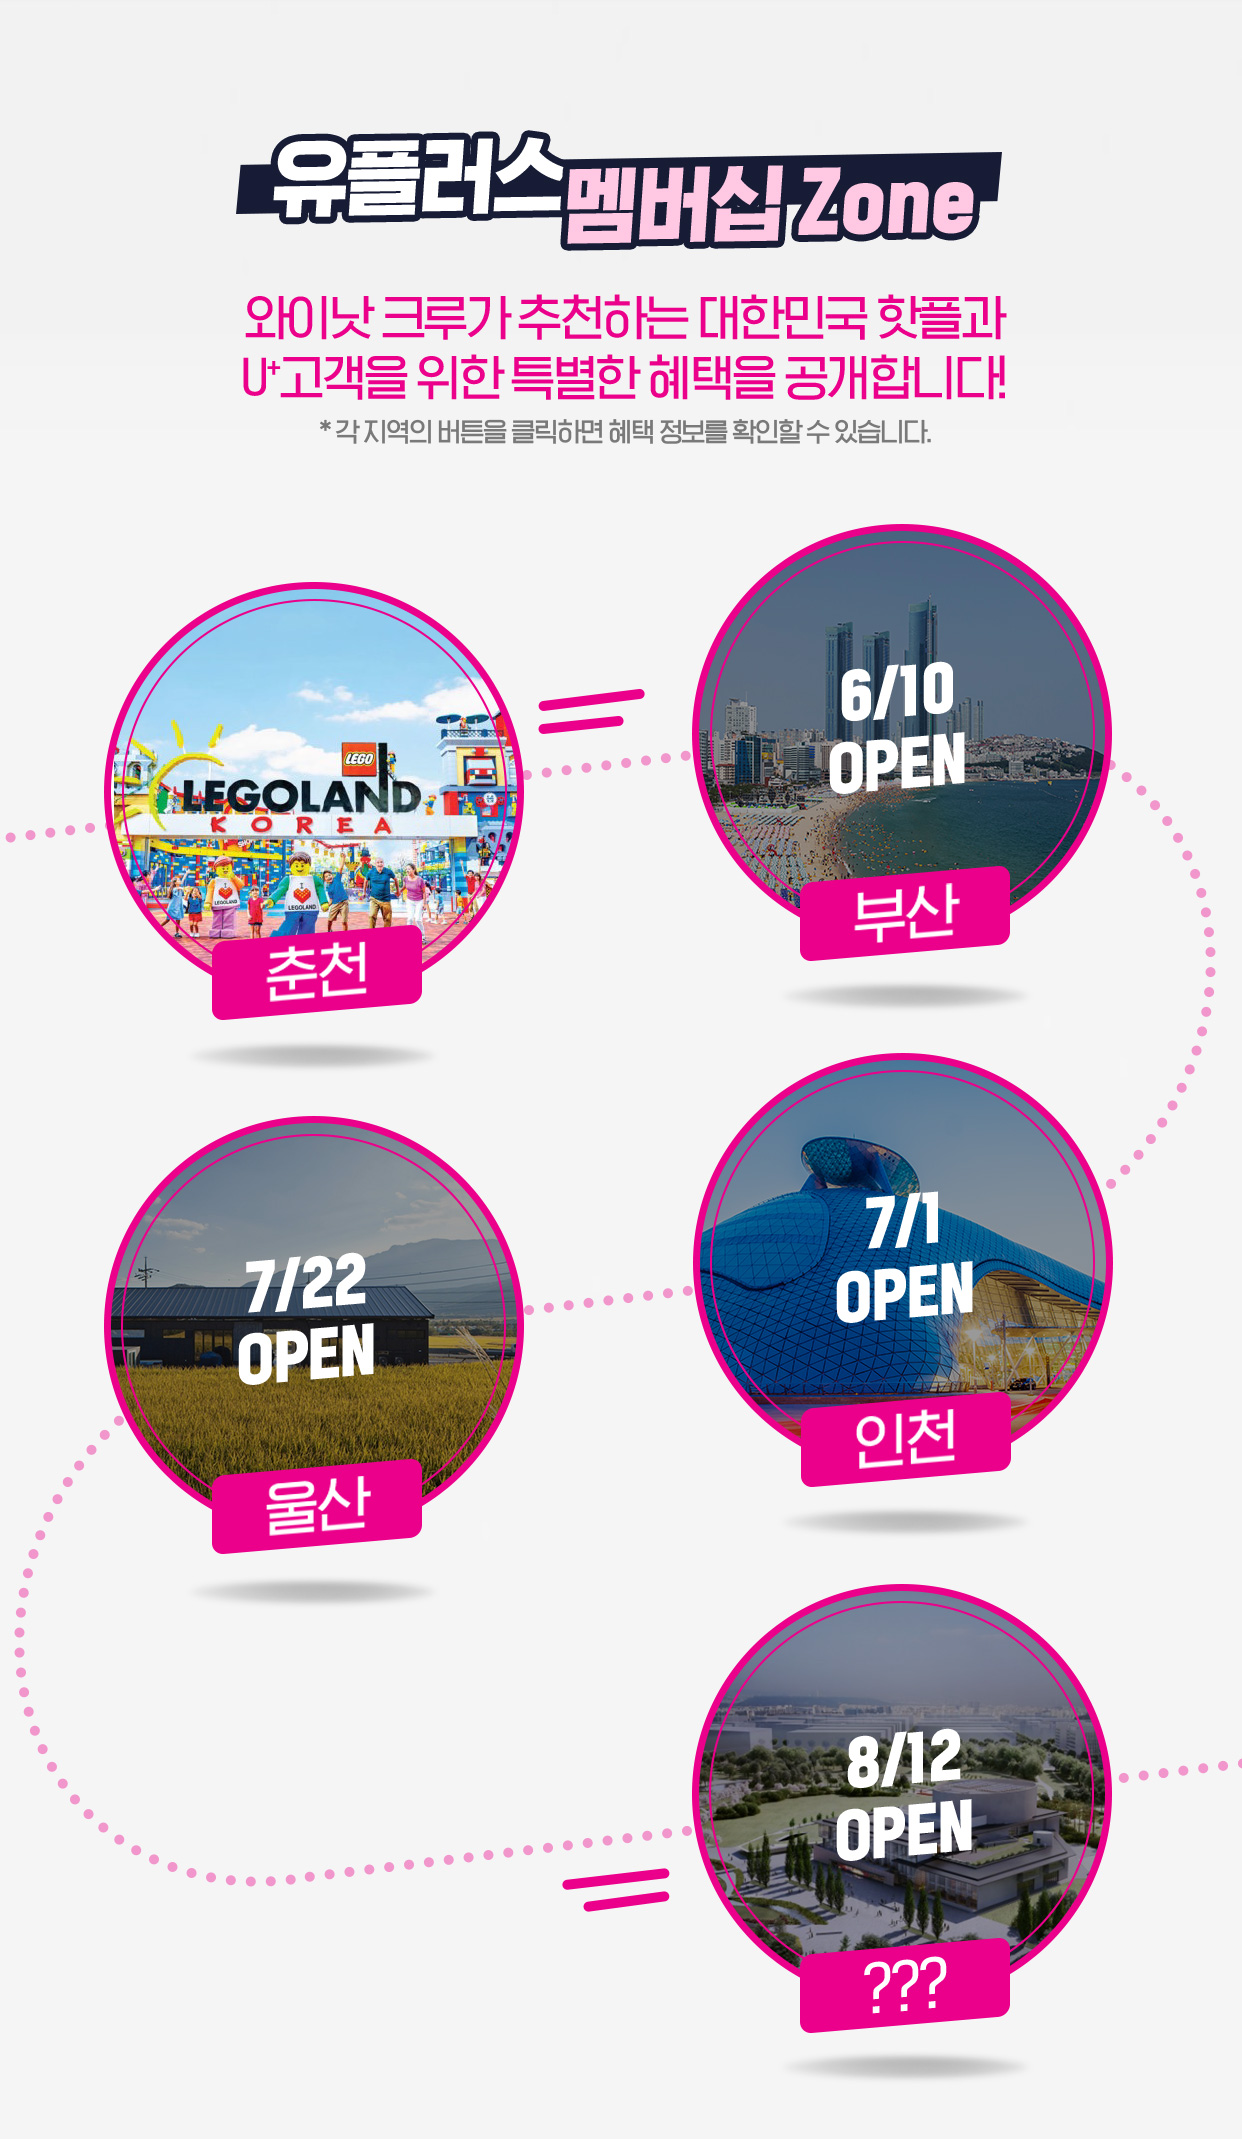 유플러스 멤버십 Zone
와이낫 크루가 추천하는 대한민국 핫플과
U+고객을 위한 특별한 혜택을 공개합니다!
* 각 지역의 버튼을 클릭하면 혜택 정보를 확인할 수 있습니다.
LEGO
LEGOLAND
KOREA
I
LEGOLAND
I
LEGOLAND
춘천
6/10
OPEN
부산
7/1
OPEN
인천
7/22
OPEN
울산
8/12
OPEN
???